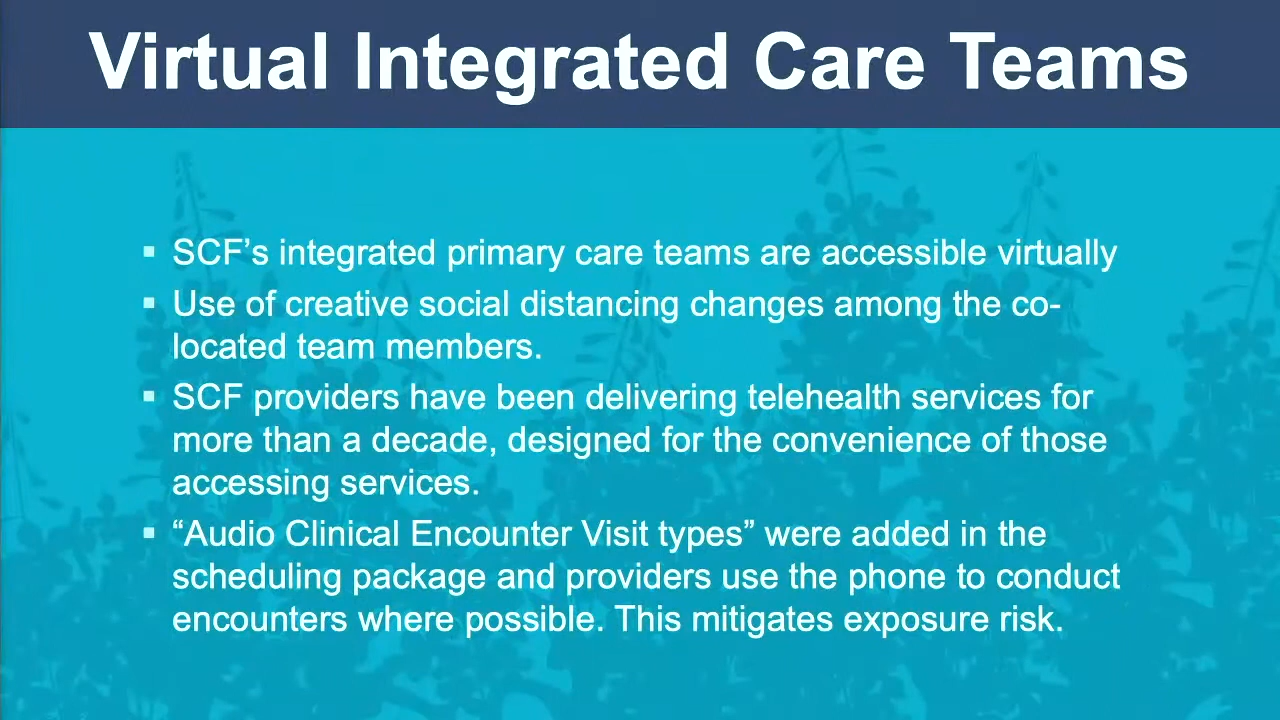 Virtual Integrated Care Teams
▪ SCF’s integrated primary care teams are accessible virtually
▪ Use of creative social distancing changes among the co-
located team members.
▪ SCF providers have been delivering telehealth services for
more than a decade, designed for the convenience of those
accessing services.
▪ “Audio Clinical Encounter Visit types” were added in the
scheduling package and providers use the phone to conduct
encounters where possible. This mitigates exposure risk.